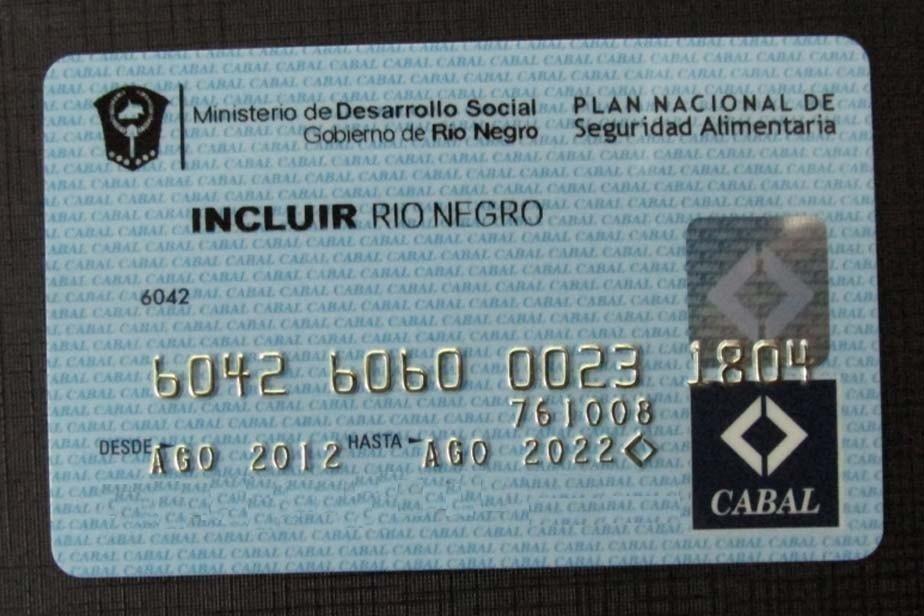 Ministerio de Desarrollo Social
Gobierno de Río Negro
PLAN NACIONAL DE
Seguridad Alimentaria
INCLUIR RIO NEGRO
6042
6042 6060 0023 1804
761008
DESDE AGO 2012 HASTA AGO 2022
CABAL